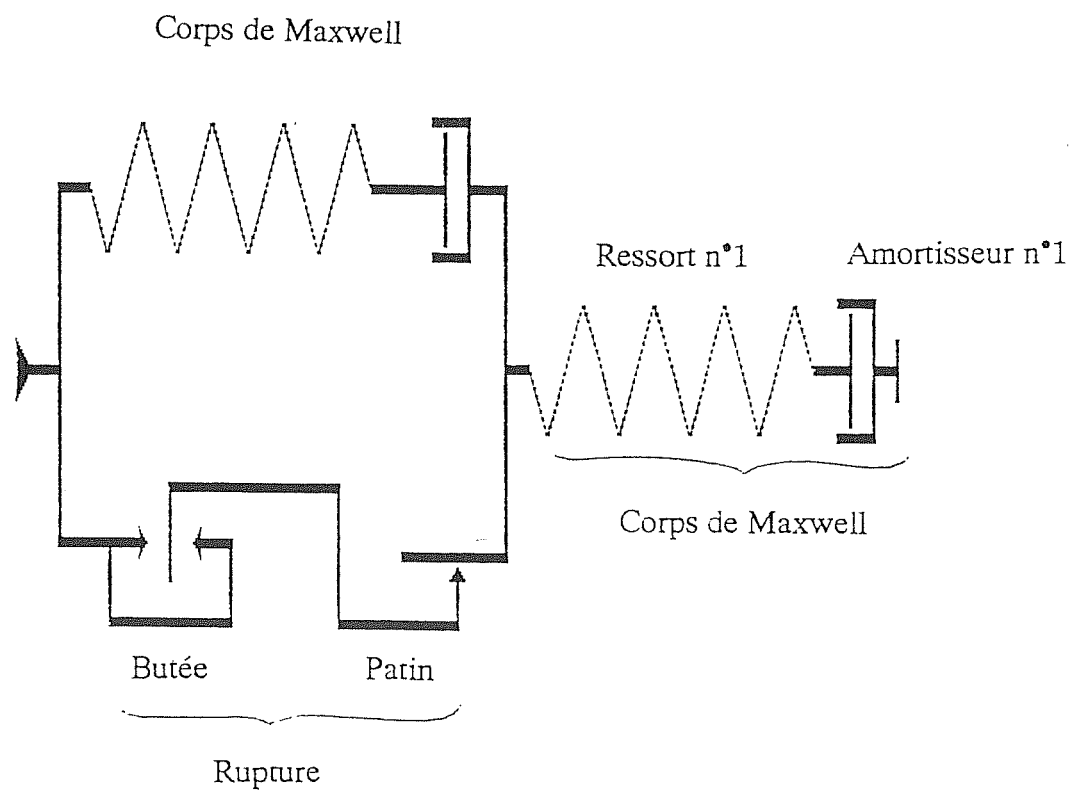 Corps de Maxwell
Ressort n°1
Amortisseur n°1
Corps de Maxwell
Butée
Patin
Rupture